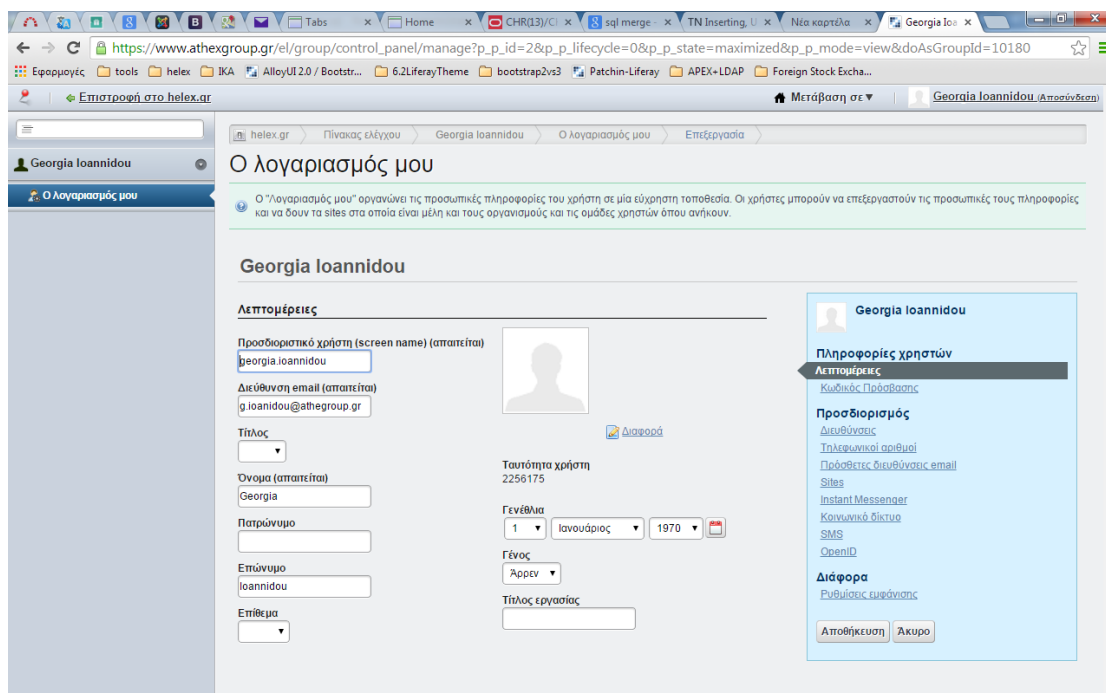 Tabs
Home
CHR(13)/C
sql merge -
TN Inserting, U
Νέα καρτέλα
Georgia Ioa
https://www.athexgroup.gr/el/group/control_panel/manage?p_p_id=2&p_p_lifecycle=0&p_p_state=maximized&p_p_mode=view&doAsGroupId=10180
Εφαρμογές tools helex IKA AlloyUI 2.0 / Bootstr... 6.2LiferayTheme bootstrap2vs3 Patchin-Liferay APEX+LDAP Foreign Stock Excha...
Επιστροφή στο helex.gr
Μετάβαση σε
Georgia Ioannidou (Αποσύνδεση)
Georgia Ioannidou
Ο λογαριασμός μου
helex.gr Πίνακας ελέγχου Georgia Ioannidou Ο λογαριασμός μου Επεξεργασία
Ο λογαριασμός μου
Ο "Λογαριασμός μου" οργανώνει τις προσωπικές πληροφορίες του χρήστη σε μία εύχρηστη τοποθεσία. Οι χρήστες μπορούν να επεξεργαστούν τις προσωπικές τους πληροφορίες
και να δουν τα sites στα οποία είναι μέλη και τους οργανισμούς και τις ομάδες χρηστών όπου ανήκουν.
Georgia Ioannidou
Λεπτομέρειες
Προσδιοριστικό χρήστη (screen name) (απαιτείται)
georgia.ioannidou
Διεύθυνση email (απαιτείται)
g.ioanidou@athegroup.gr
Τίτλος
Όνομα (απαιτείται)
Georgia
Πατρώνυμο
Επώνυμο
Ioannidou
Επίθεμα
Διαφορά
Ταυτότητα χρήστη
2256175
Γενέθλια
1 Ιανουάριος 1970
Γένος
Άρρεν
Τίτλος εργασίας
Georgia Ioannidou
Πληροφορίες χρηστών
Λεπτομέρειες
Κωδικός Πρόσβασης
Προσδιορισμός
Διευθύνσεις
Τηλεφωνικοί αριθμοί
Πρόσθετες διευθύνσεις email
Sites
Instant Messenger
Κοινωνικό δίκτυο
SMS
OpenID
Διάφορα
Ρυθμίσεις εμφάνισης
Αποθήκευση Άκυρο